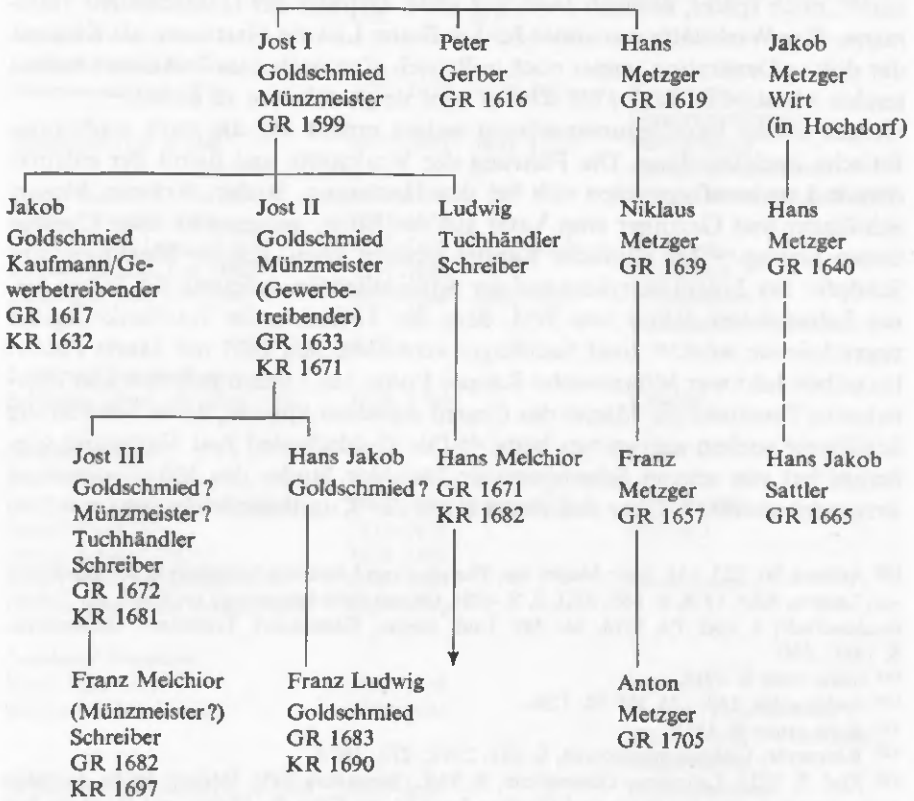 Jost I
Goldschmied
Münzmeister
GR 1599
Peter
Gerber
GR 1616
Hans
Metzger
GR 1619
Jakob
Metzger
Wirt
(in Hochdorf)
Jakob
Goldschmied
Kaufmann/Ge-
werbetreibender
GR 1617
KR 1632
Jost II
Goldschmied
Münzmeister
(Gewerbe-
treibender)
GR 1633
KR 1671
Ludwig
Tuchhändler
Schreiber
Niklaus
Metzger
GR 1639
Hans
Metzger
GR 1640
Jost III
Goldschmied?
Münzmeister?
Tuchhändler
Schreiber
GR 1672
KR 1681
Hans Jakob
Goldschmied?
Hans Melchior
GR 1671
KR 1682
Franz
Metzger
GR 1657
Hans Jakob
Sattler
GR 1665
Franz Melchior
(Münzmeister?)
Schreiber
GR 1682
KR 1697
Franz Ludwig
Goldschmied
GR 1683
KR 1690
Anton
Metzger
GR 1705